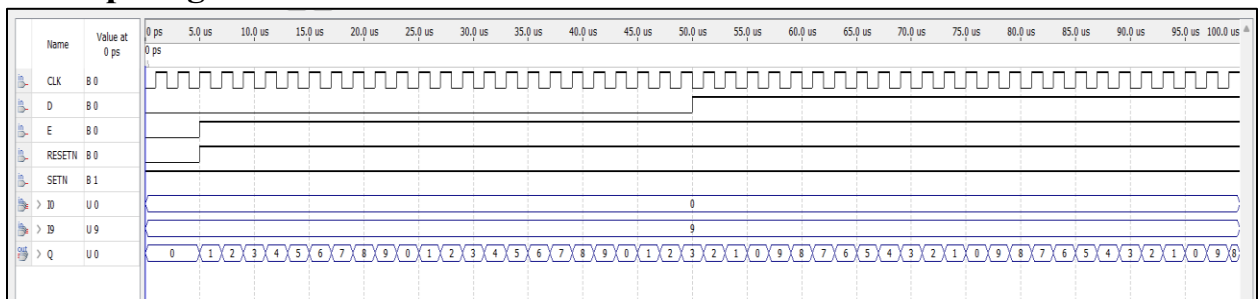 Name Value at 0 ps 0 ps 5.0 us 10.0 us 15.0 us 20.0 us 25.0 us 30.0 us 35.0 us 40.0 us 45.0 us 50.0 us 55.0 us 60.0 us 65.0 us 70.0 us 75.0 us 80.0 us 85.0 us 90.0 us 95.0 us 100.0 us
0 ps
CLK B 0
D B 0
E B 0
RESETN B 0
SETN B 1
> I0 U 0 0
> I9 U 9 9
> Q U 0 0 1 2 3 4 5 6 7 8 9 0 1 2 3 4 5 6 7 8 9 0 1 2 3 2 1 0 9 8 7 6 5 4 3 2 1 0 9 8 7 6 5 4 3 2 1 0 9 8